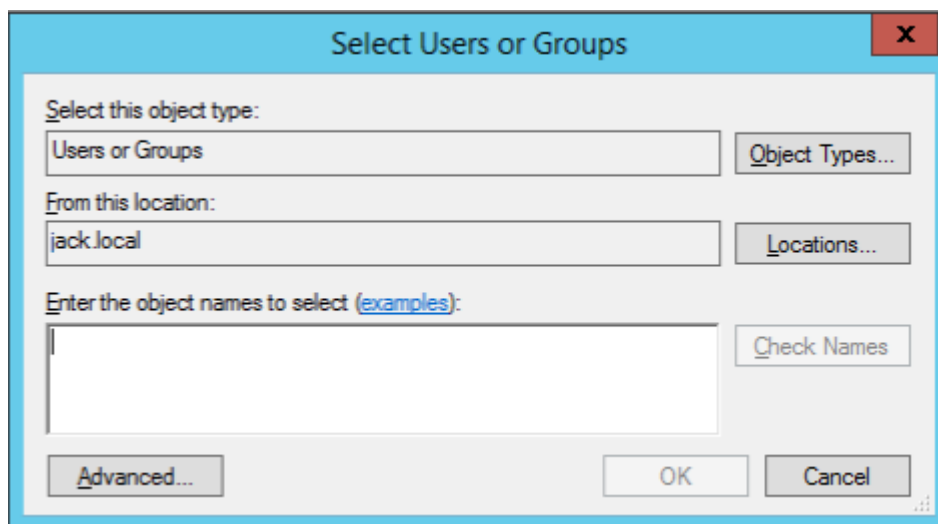 Select Users or Groups
x
Select this object type:
Users or Groups
Object Types...
From this location:
jack.local
Locations...
Enter the object names to select (examples):
Check Names
Advanced...
OK
Cancel